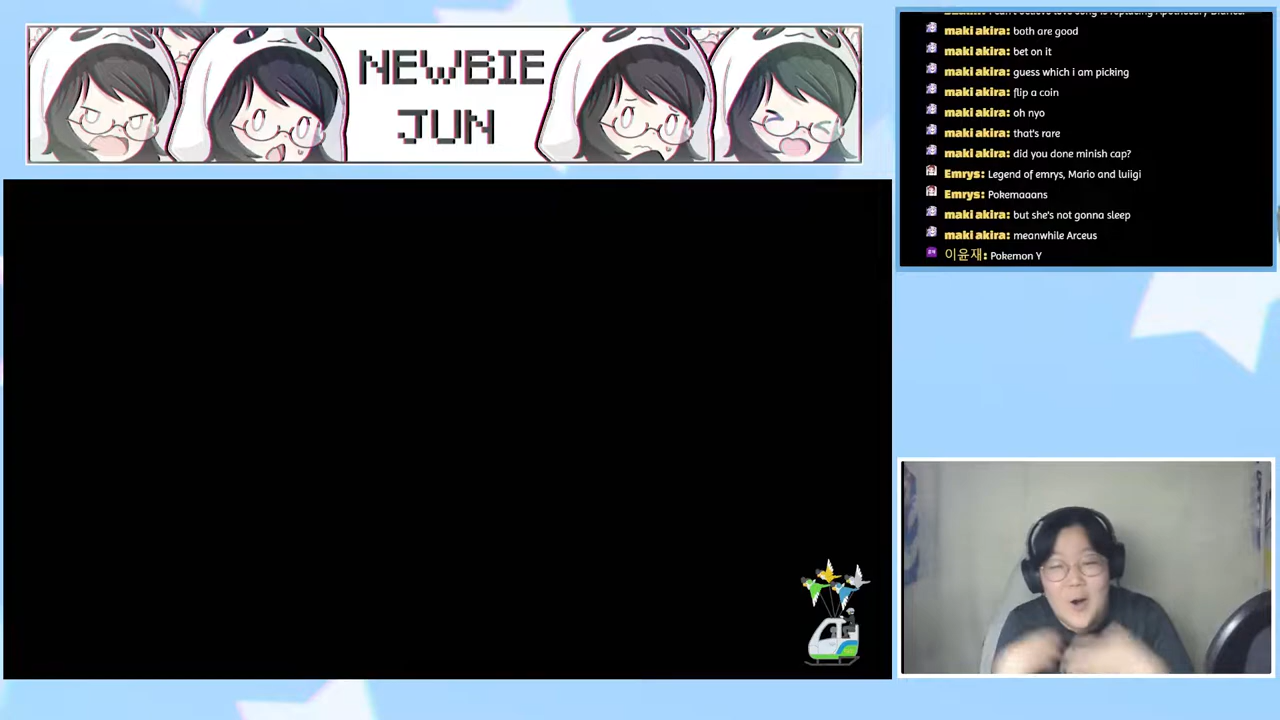 NEWBIE
JUN
maki akira: both are good
maki akira: bet on it
maki akira: guess which i am picking
maki akira: flip a coin
maki akira: oh nyo
maki akira: that's rare
maki akira: did you done minish cap?
Emrys: Legend of emrys, Mario and luiigi
Emrys: Pokemaaans
maki akira: but she's not gonna sleep
maki akira: meanwhile Arceus
이윤재: Pokemon Y